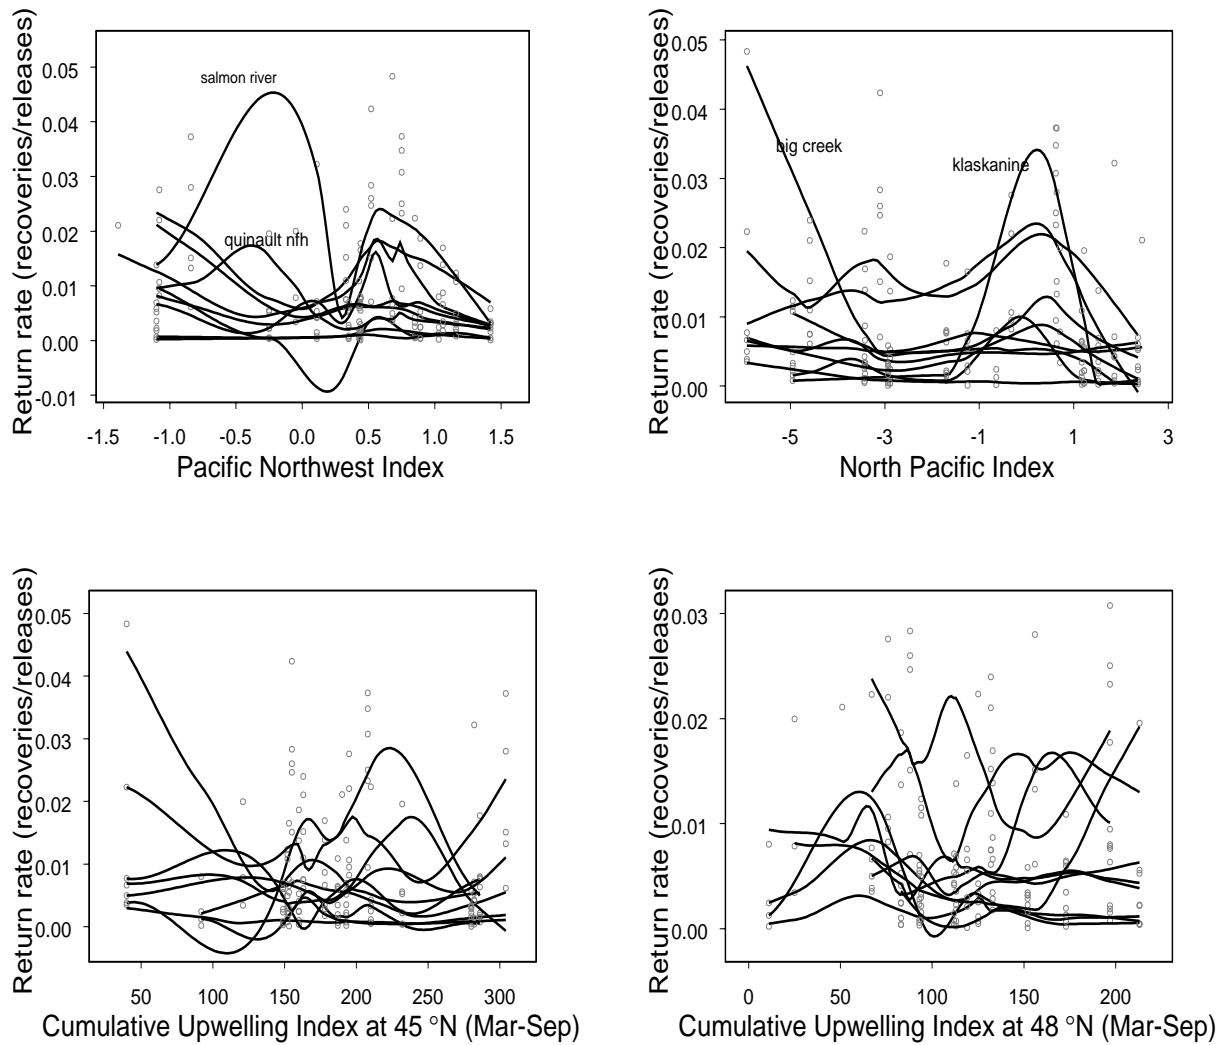 Return rate (recoveries/releases)
0.05
0.04
0.03
0.02
0.01
0.00
-0.01
salmon river
quinault nfh
-1.5 -1.0 -0.5 0.0 0.5 1.0 1.5
Pacific Northwest Index
Return rate (recoveries/releases)
0.05
0.04
0.03
0.02
0.01
0.00
big creek
klaskanine
-5 -3 -1 1 3
North Pacific Index
Return rate (recoveries/releases)
0.05
0.04
0.03
0.02
0.01
0.00
50 100 150 200 250 300
Cumulative Upwelling Index at 45 °N (Mar-Sep)
Return rate (recoveries/releases)
0.03
0.02
0.01
0.00
0 50 100 150 200
Cumulative Upwelling Index at 48 °N (Mar-Sep)